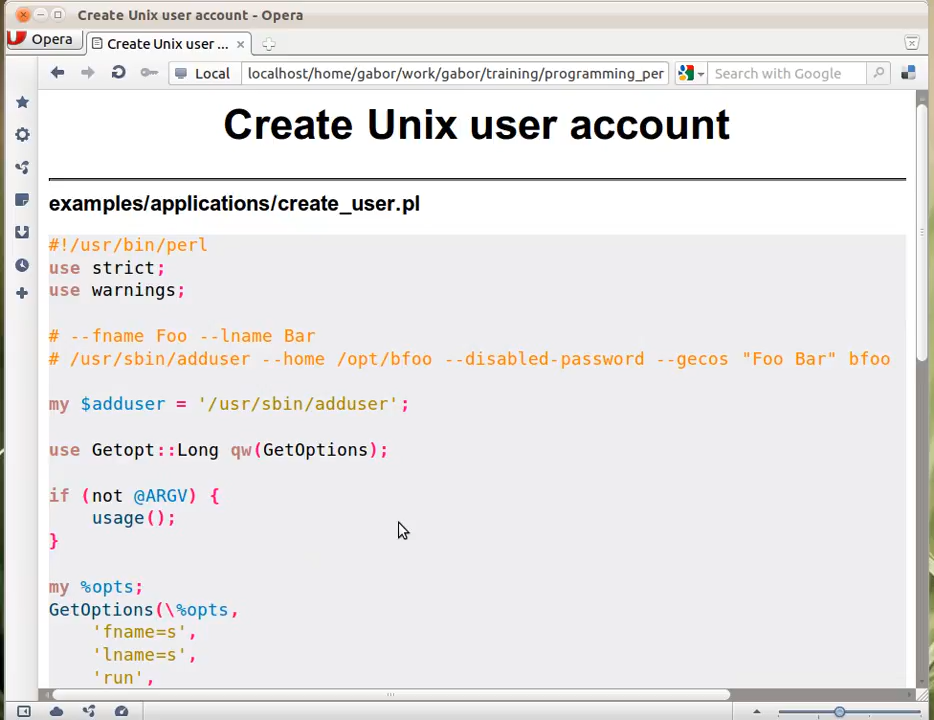 Create Unix user account - Opera
Opera
Create Unix user ...
Local
localhost/home/gabor/work/gabor/training/programming_per
Search with Google
Create Unix user account
examples/applications/create_user.pl
#!/usr/bin/perl
use strict;
use warnings;
# --fname Foo --lname Bar
# /usr/sbin/adduser --home /opt/bfoo --disabled-password --gecos "Foo Bar" bfoo
my $adduser = '/usr/sbin/adduser';
use Getopt::Long qw(GetOptions);
if (not @ARGV) {
    usage();
}
my %opts;
GetOptions(\%opts,
    'fname=s',
    'lname=s',
    'run',